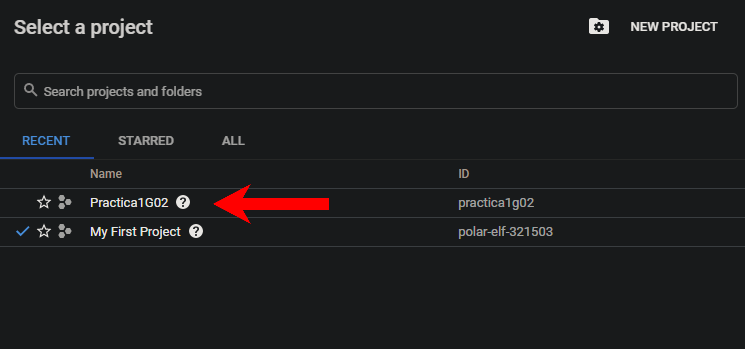 Select a project
NEW PROJECT
Search projects and folders
RECENT STARRED ALL
Name ID
Practica1G02 ? practica1g02
My First Project ? polar-elf-321503